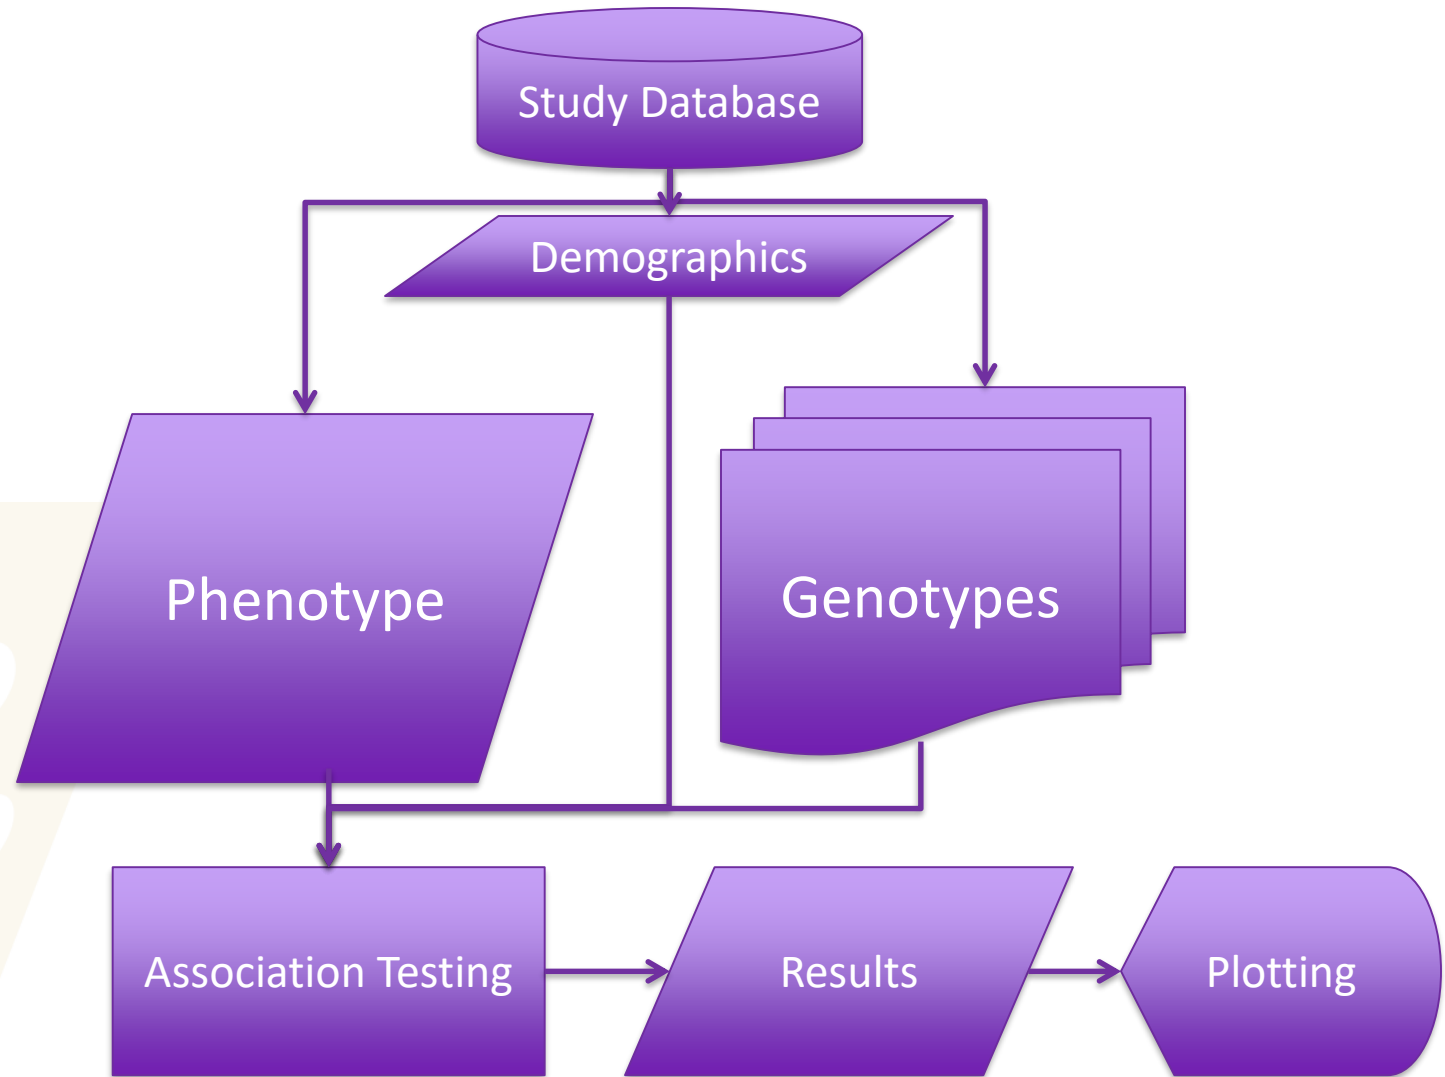 Study Database
Demographics
Phenotype
Genotypes
Association Testing
Results
Plotting